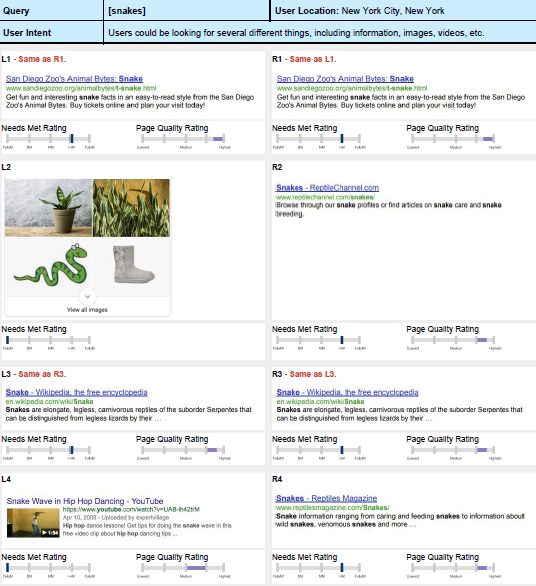 Query [snakes] User Location: New York City, New York
User Intent Users could be looking for several different things, including information, images, videos, etc.
L1 - Same as R1.
San Diego Zoo's Animal Bytes: Snake
www.sandiegozoo.org/animalbytes/t-snake.html
Get fun and interesting snake facts in an easy-to-read style from the San Diego
Zoo's Animal Bytes. Buy tickets online and plan your visit today!
Needs Met Rating Page Quality Rating
FailsM SM MM HM FullyM Lowest Medium Highest
R1 - Same as L1.
San Diego Zoo's Animal Bytes: Snake
www.sandiegozoo.org/animalbytes/t-snake.html
Get fun and interesting snake facts in an easy-to-read style from the San Diego
Zoo's Animal Bytes. Buy tickets online and plan your visit today!
Needs Met Rating Page Quality Rating
FailsM SM MM HM FullyM Lowest Medium Highest
L2
View all images
Needs Met Rating
FailsM SM MM HM FullyM
R2
Snakes - ReptileChannel.com
www.reptilechannel.com/snakes/
Browse through our snake profiles or find articles on snake care and snake
breeding.
Needs Met Rating Page Quality Rating
FailsM SM MM HM FullyM Lowest Medium Highest
L3 - Same as R3.
Snake - Wikipedia, the free encyclopedia
en.wikipedia.com/wiki/Snake
Snakes are elongate, legless, carnivorous reptiles of the suborder Serpentes that
can be distinguished from legless lizards by their ...
Needs Met Rating Page Quality Rating
FailsM SM MM HM FullyM Lowest Medium Highest
R3 - Same as L3.
Snake - Wikipedia, the free encyclopedia
en.wikipedia.com/wiki/Snake
Snakes are elongate, legless, carnivorous reptiles of the suborder Serpentes that
can be distinguished from legless lizards by their ...
Needs Met Rating Page Quality Rating
FailsM SM MM HM FullyM Lowest Medium Highest
L4
Snake Wave in Hip Hop Dancing - YouTube
https://www.youtube.com/watch?v=UAB-ih42tM
Apr 10, 2008 - Uploaded by expertvillage
Hip hop dance lessons! Get tips for doing the snake wave in this
free video clip about hip hop dancing tips ...
1:54
Needs Met Rating Page Quality Rating
FailsM SM MM HM FullyM Lowest Medium Highest
R4
Snakes - Reptiles Magazine
www.reptilesmagazine.com/Snakes/
Snake information ranging from caring and feeding snakes to information about
wild snakes, venomous snakes and more ...
Needs Met Rating Page Quality Rating
FailsM SM MM HM FullyM Lowest Medium Highest